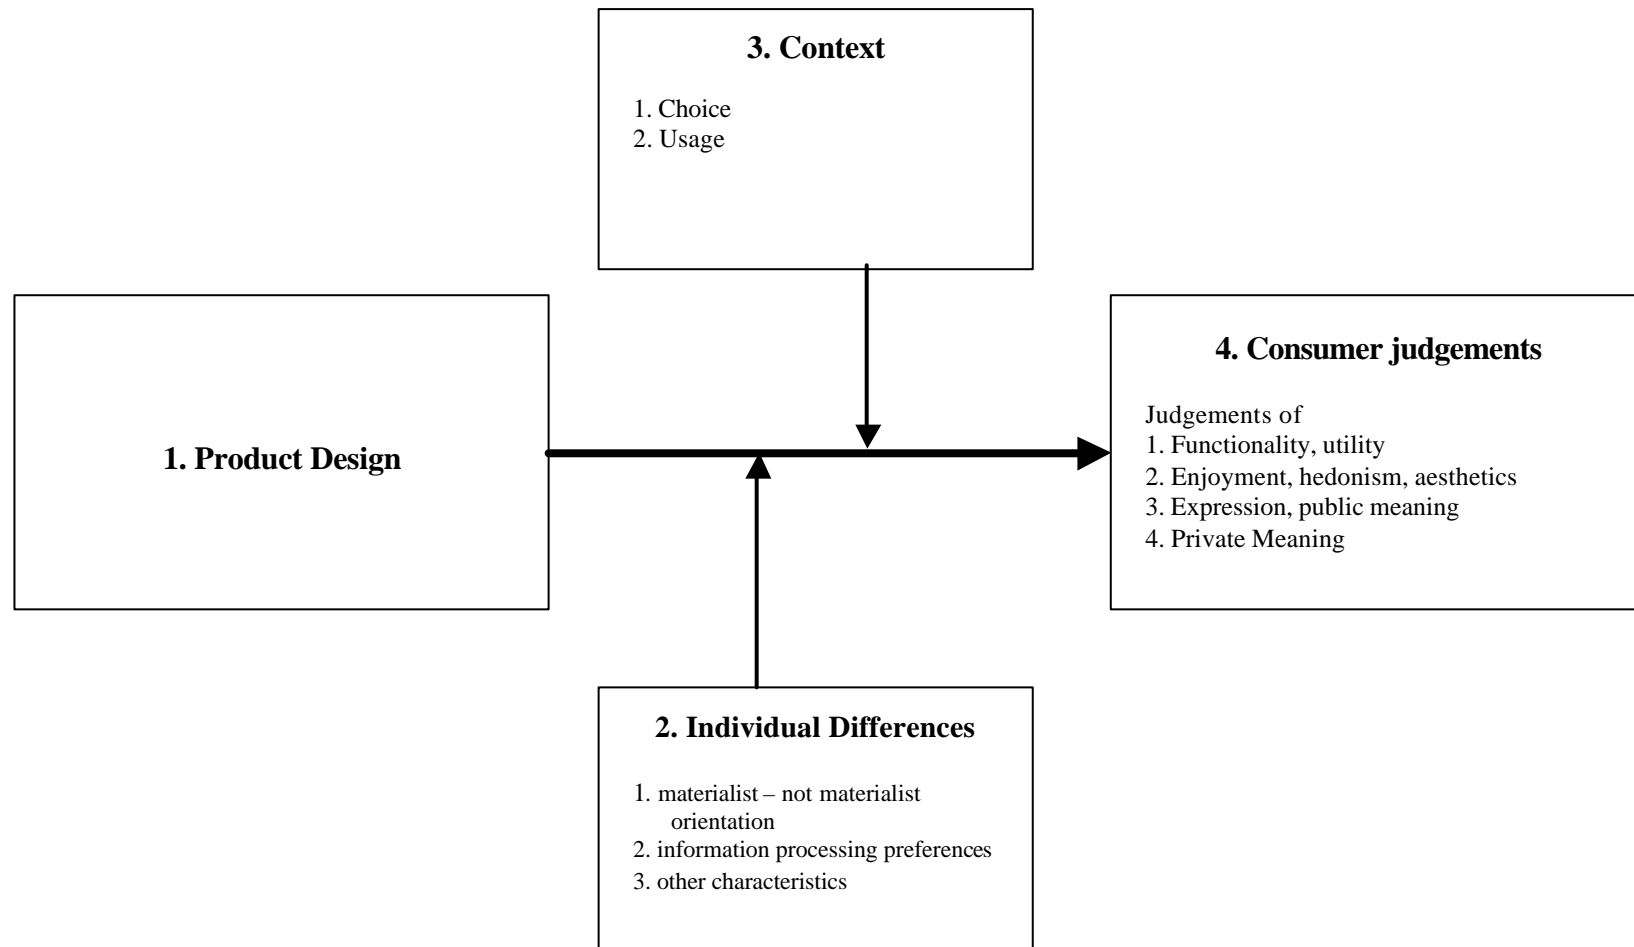 3. Context
1. Choice
2. Usage
1. Product Design
4. Consumer judgements
Judgements of
1. Functionality, utility
2. Enjoyment, hedonism, aesthetics
3. Expression, public meaning
4. Private Meaning
2. Individual Differences
1. materialist – not materialist
orientation
2. information processing preferences
3. other characteristics